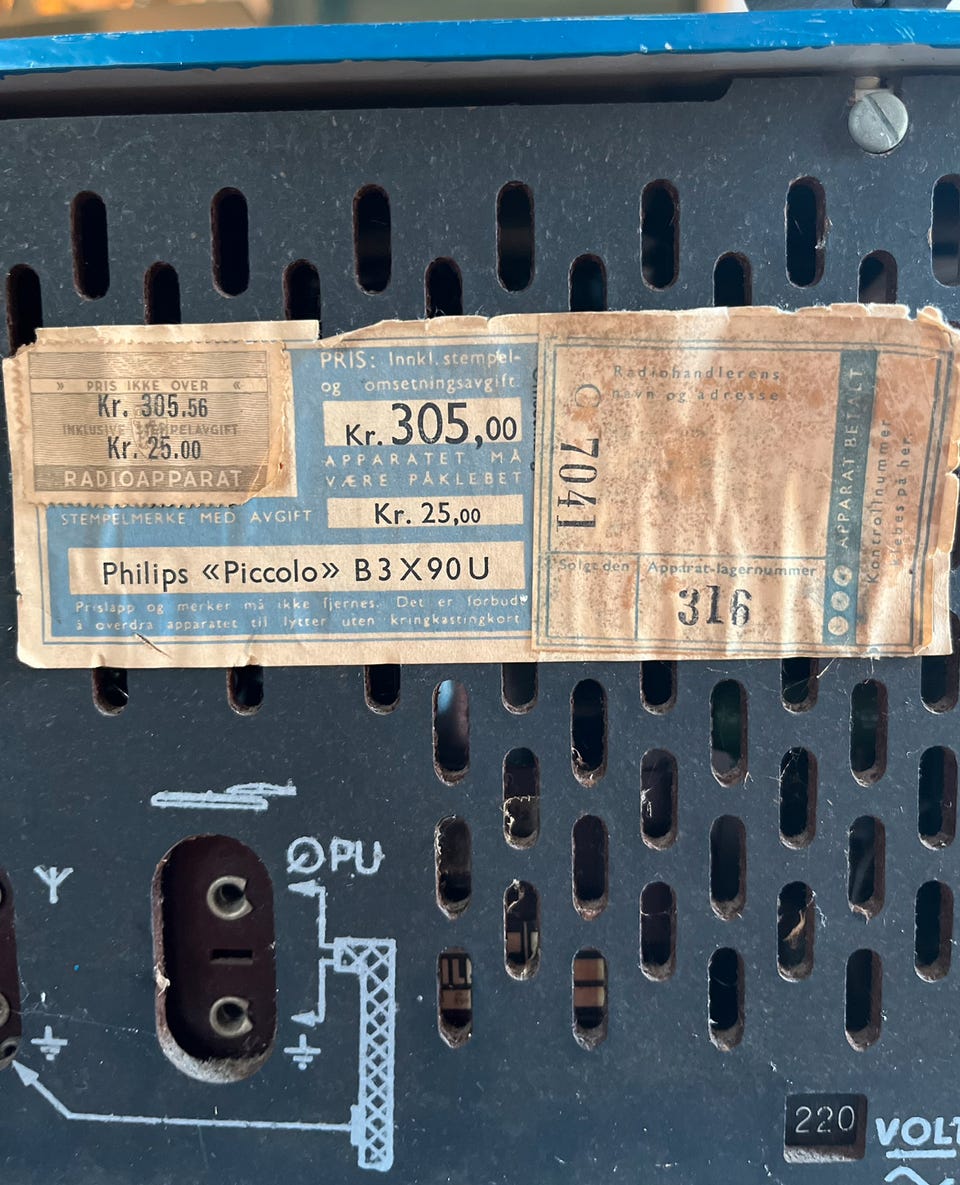 » PRIS IKKE OVER «
Kr. 305.56
INKLUSIVE STEMPELAVGIFT
Kr. 25.00
RADIOAPPARAT
PRIS: Innkl. stempel-
og omsetningsavgift.
Kr. 305,00
APPARATET MÅ
VÆRE PÅKLEBET
STEMPELMERKE MED AVGIFT Kr. 25,00
Philips «Piccolo» B3X90U
Prislapp og merker må ikke fjernes. Det er forbudt
å overdra apparatet til lytter uten kringkastingkort
C 7041
Radiohandlerens
navn og adresse
Solgt den
Apparat-lagernummer
316
APPARAT BETALT
Kontrollnummer
klebes på her.
PU
220
VOLT